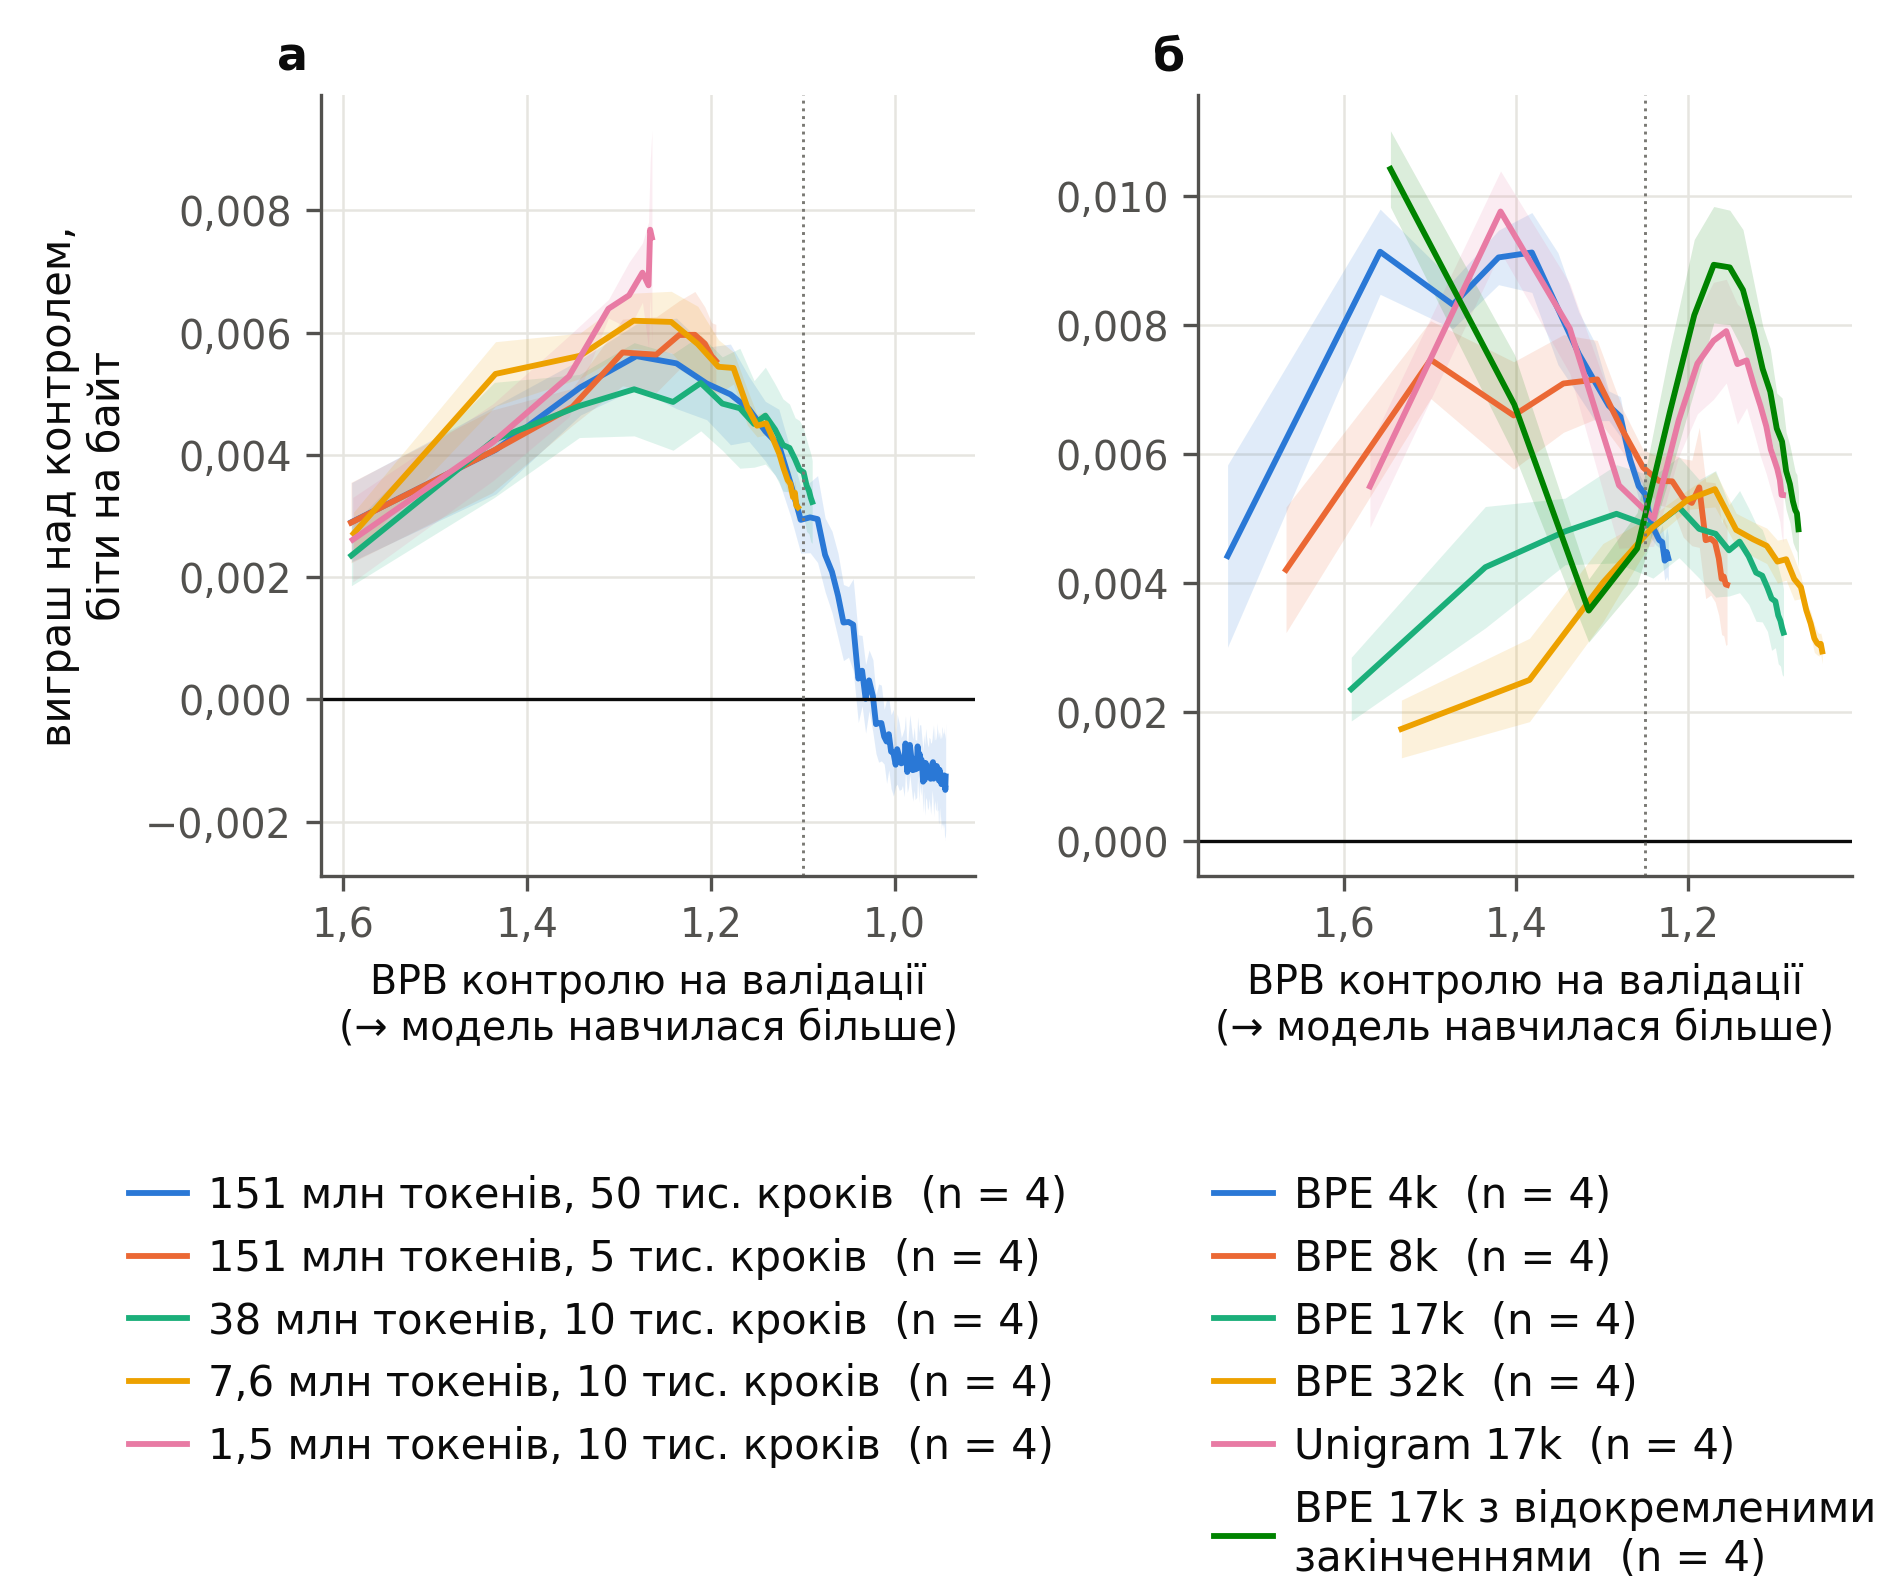 а
виграш над контролем,
біти на байт
0,008
0,006
0,004
0,002
0,000
−0,002
1,6
1,4
1,2
1,0
BPB контролю на валідації
(→ модель навчилася більше)
б
0,010
0,008
0,006
0,004
0,002
0,000
1,6
1,4
1,2
BPB контролю на валідації
(→ модель навчилася більше)
151 млн токенів, 50 тис. кроків (n = 4)
151 млн токенів, 5 тис. кроків (n = 4)
38 млн токенів, 10 тис. кроків (n = 4)
7,6 млн токенів, 10 тис. кроків (n = 4)
1,5 млн токенів, 10 тис. кроків (n = 4)
BPE 4k (n = 4)
BPE 8k (n = 4)
BPE 17k (n = 4)
BPE 32k (n = 4)
Unigram 17k (n = 4)
BPE 17k з відокремленими
закінченнями (n = 4)